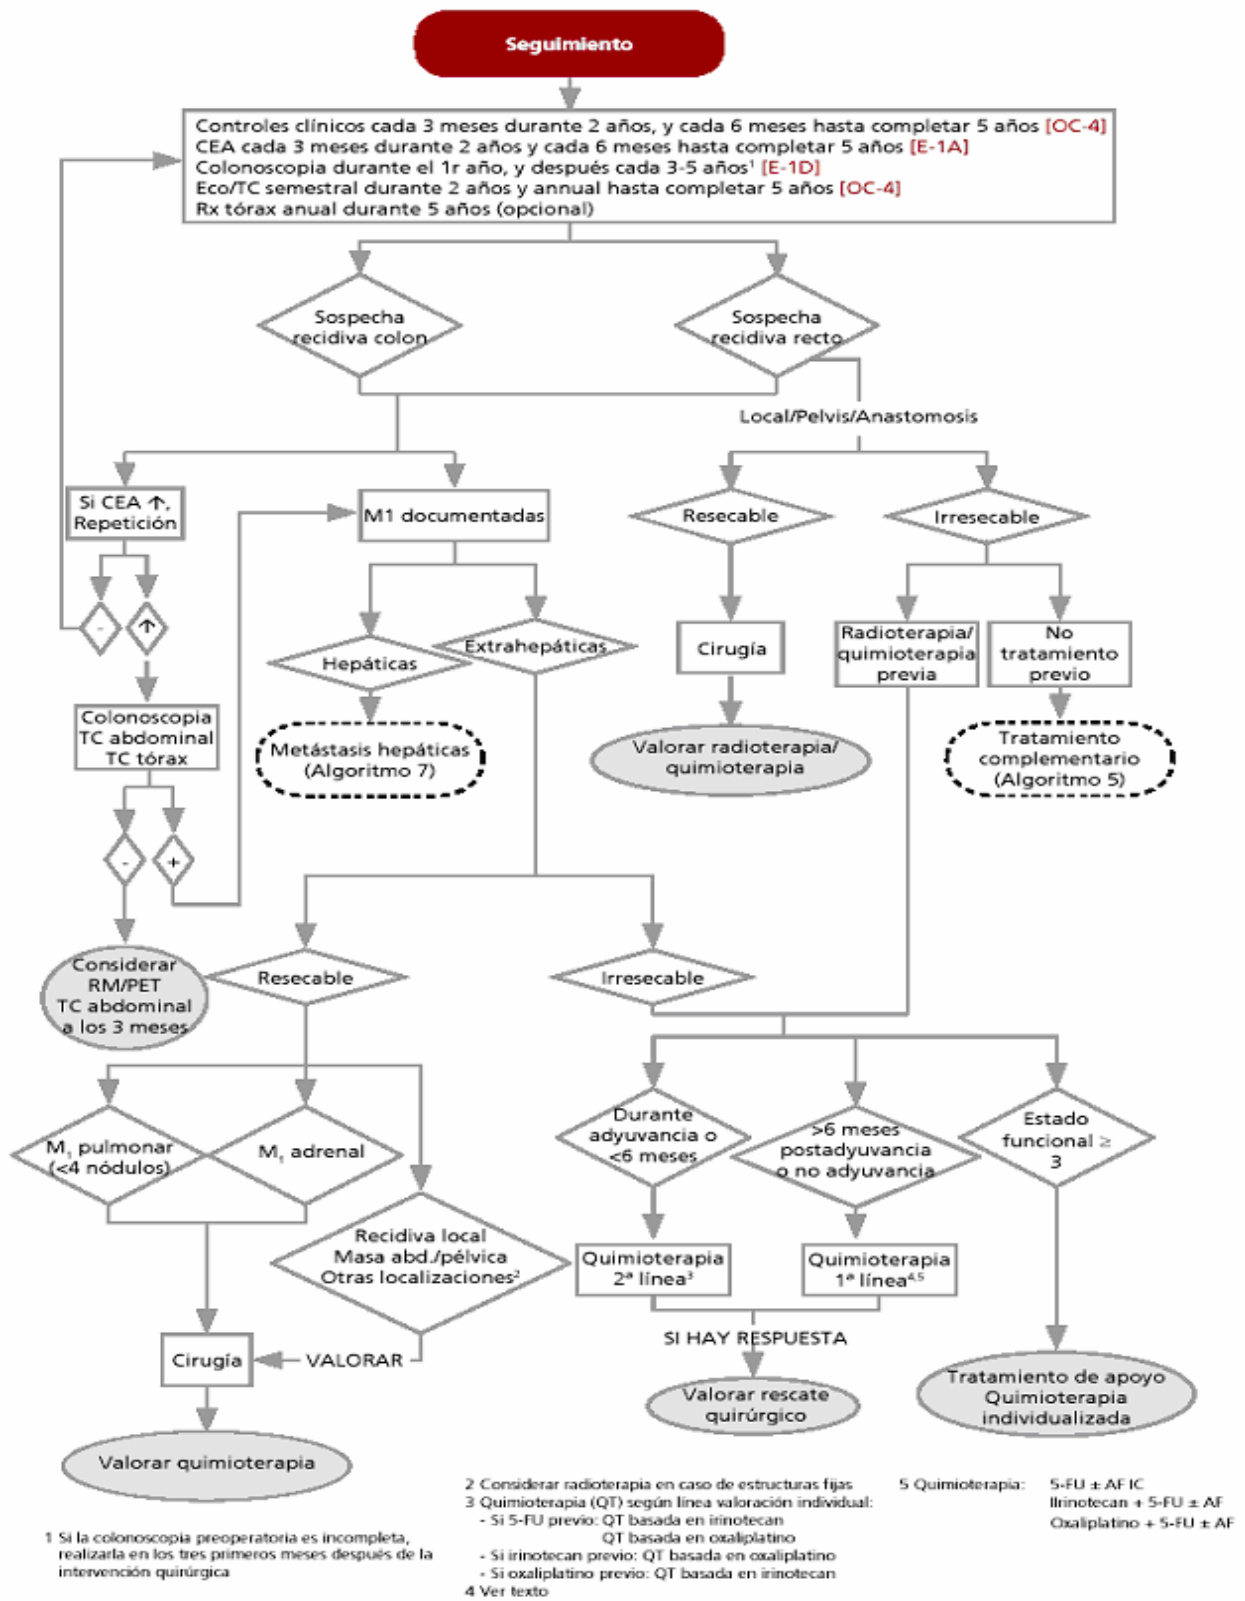 Seguimiento
Controles clínicos cada 3 meses durante 2 años, y cada 6 meses hasta completar 5 años [OC-4]
CEA cada 3 meses durante 2 años y cada 6 meses hasta completar 5 años [E-1A]
Colonoscopia durante el 1r año, y después cada 3-5 años¹ [E-1D]
Eco/TC semestral durante 2 años y annual hasta completar 5 años [OC-4]
Rx tórax anual durante 5 años (opcional)
Sospecha
recidiva colon
Sospecha
recidiva recto
Local/Pelvis/Anastomosis
Si CEA ↑,
Repetición
M1 documentadas
Resecable
Irresecable
-
↑
Hepáticas
Extrahepáticas
Cirugía
Radioterapia/
quimioterapia
previa
No
tratamiento
previo
Colonoscopia
TC abdominal
TC tórax
Metástasis hepáticas
(Algoritmo 7)
Valorar radioterapia/
quimioterapia
Tratamiento
complementario
(Algoritmo 5)
-
+
Considerar
RM/PET
TC abdominal
a los 3 meses
Resecable
Irresecable
M₁ pulmonar
(<4 nódulos)
M₁ adrenal
Recidiva local
Masa abd./pélvica
Otras localizaciones²
Durante
adyuvancia o
<6 meses
>6 meses
postadyuvancia
o no adyuvancia
Estado
funcional ≥
3
Quimioterapia
2ª línea³
Quimioterapia
1ª línea⁴,⁵
SI HAY RESPUESTA
Cirugía
VALORAR
Valorar rescate
quirúrgico
Tratamiento de apoyo
Quimioterapia
individualizada
Valorar quimioterapia
1 Si la colonoscopia preoperatoria es incompleta,
realizarla en los tres primeros meses después de la
intervención quirúrgica
2 Considerar radioterapia en caso de estructuras fijas
3 Quimioterapia (QT) según línea valoración individual:
- Si 5-FU previo: QT basada en irinotecan
QT basada en oxaliplatino
- Si irinotecan previo: QT basada en oxaliplatino
- Si oxaliplatino previo: QT basada en irinotecan
4 Ver texto
5 Quimioterapia: 5-FU ± AF IC
IIrinotecan + 5-FU ± AF
Oxaliplatino + 5-FU ± AF